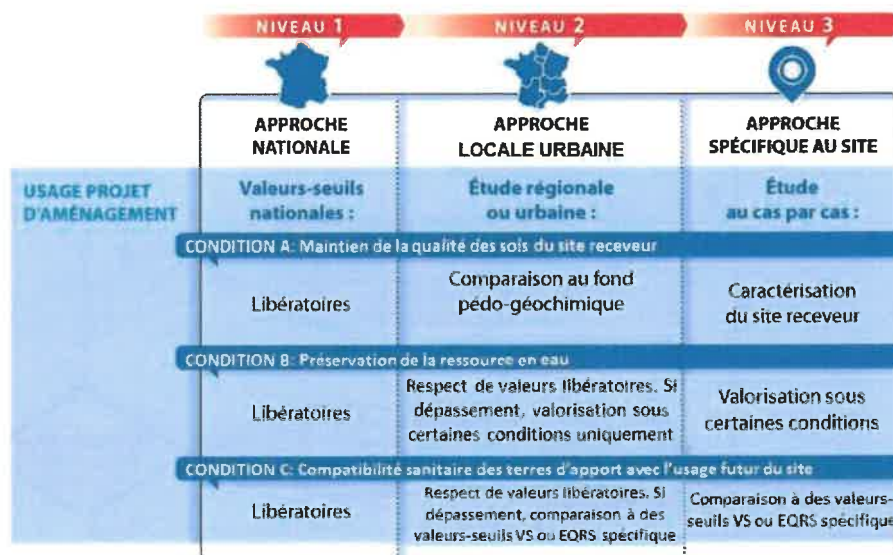 NIVEAU 1
NIVEAU 2
NIVEAU 3
APPROCHE
NATIONALE
APPROCHE
LOCALE URBAINE
APPROCHE
SPÉCIFIQUE AU SITE
USAGE PROJET
D'AMÉNAGEMENT
Valeurs-seuils
nationales :
Étude régionale
ou urbaine :
Étude
au cas par cas :
CONDITION A: Maintien de la qualité des sols du site receveur
Libératoires
Comparaison au fond
pédo-géochimique
Caractérisation
du site receveur
CONDITION B: Préservation de la ressource en eau
Libératoires
Respect de valeurs libératoires. Si
dépassement, valorisation sous
certaines conditions uniquement
Valorisation sous
certaines conditions
CONDITION C: Compatibilité sanitaire des terres d'apport avec l'usage futur du site
Libératoires
Respect de valeurs libératoires. Si
dépassement, comparaison à des
valeurs-seuils VS ou EQRS spécifique
Comparaison à des valeurs-
seuils VS ou EQRS spécifique